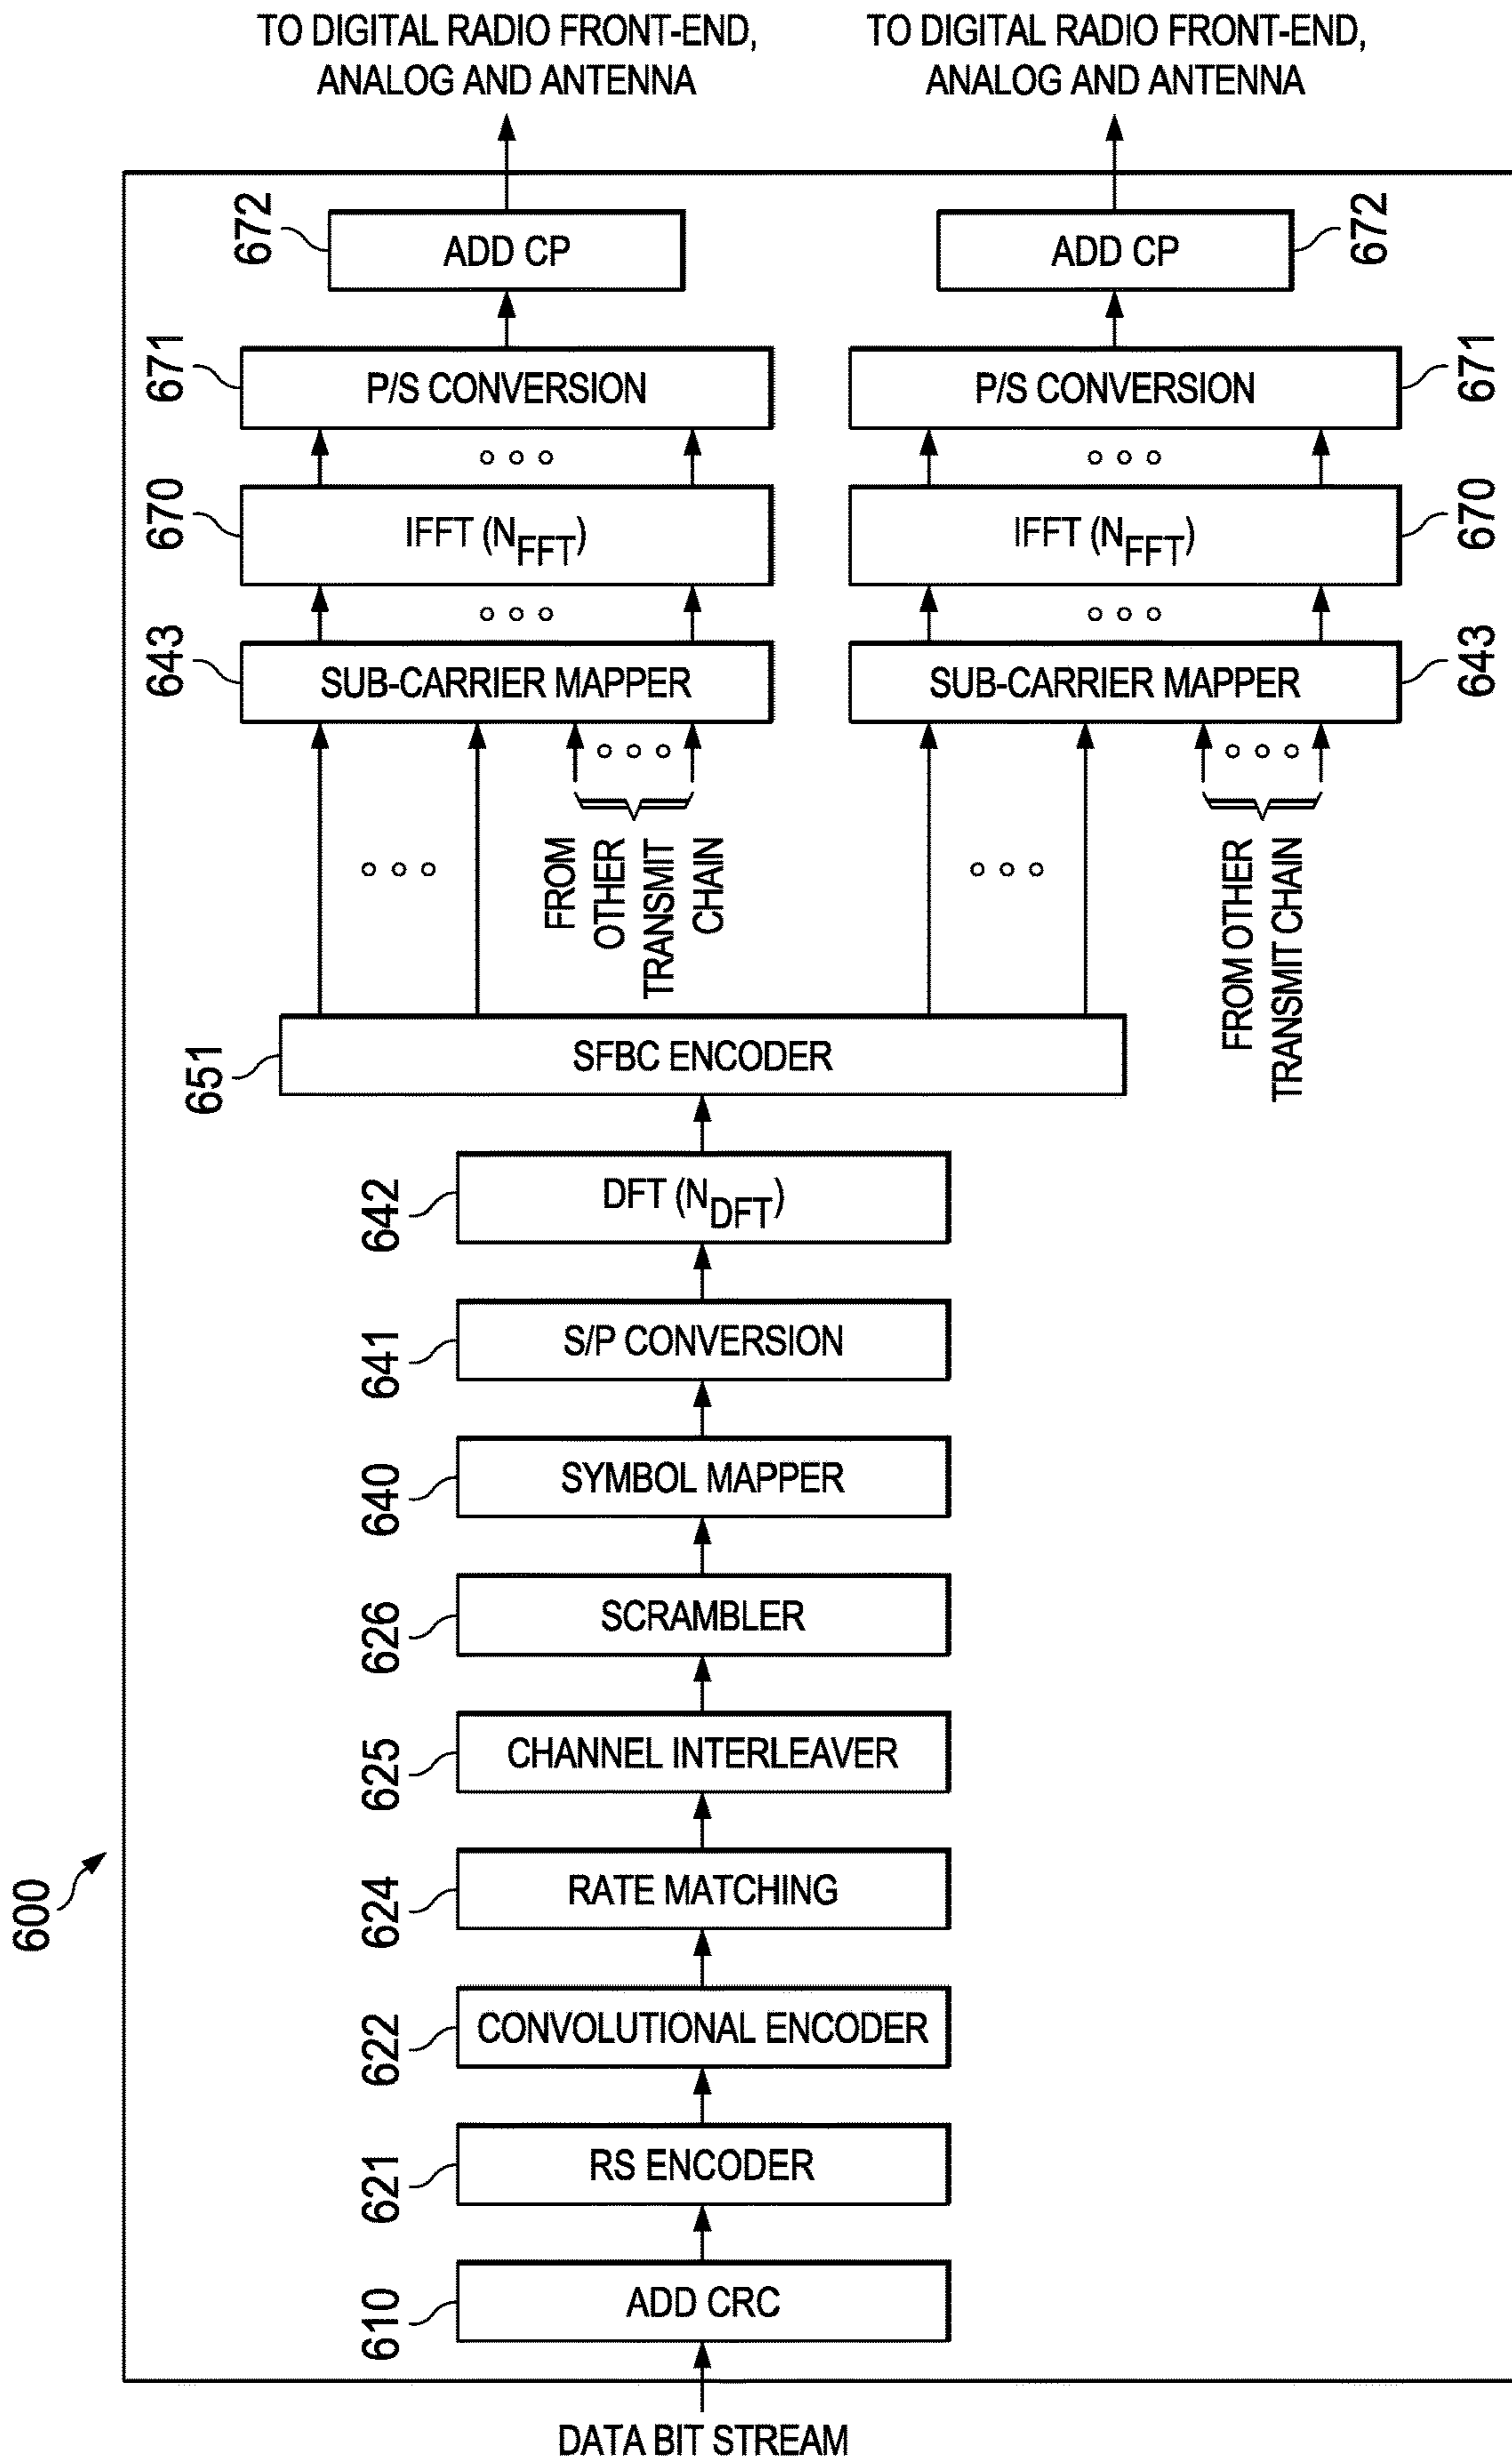 TO DIGITAL RADIO FRONT-END,
ANALOG AND ANTENNA
TO DIGITAL RADIO FRONT-END,
ANALOG AND ANTENNA
672
ADD CP
ADD CP
672
671
P/S CONVERSION
P/S CONVERSION
671
670
IFFT (N_FFT)
IFFT (N_FFT)
670
643
SUB-CARRIER MAPPER
SUB-CARRIER MAPPER
643
FROM
OTHER
TRANSMIT
CHAIN
FROM OTHER
TRANSMIT CHAIN
651
SFBC ENCODER
642
DFT (N_DFT)
641
S/P CONVERSION
640
SYMBOL MAPPER
626
SCRAMBLER
625
CHANNEL INTERLEAVER
600
624
RATE MATCHING
622
CONVOLUTIONAL ENCODER
621
RS ENCODER
610
ADD CRC
DATA BIT STREAM